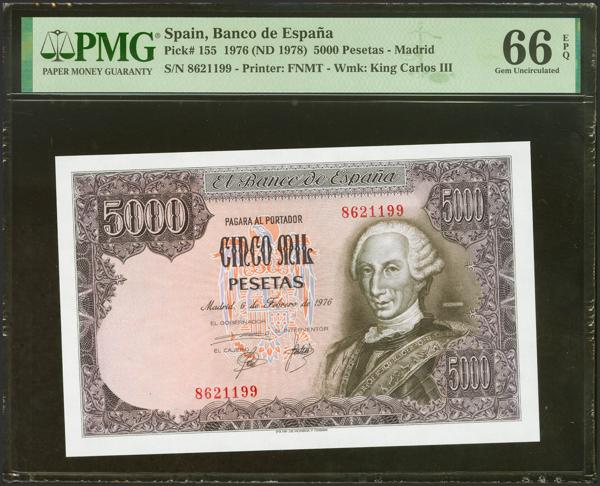 PMG
PAPER MONEY GUARANTY
Spain, Banco de España
Pick# 155 1976 (ND 1978) 5000 Pesetas - Madrid
S/N 8621199 - Printer: FNMT - Wmk: King Carlos III
66 EPQ
Gem Uncirculated
El Banco de España
5000
PAGARA AL PORTADOR
8621199
5000
CINCO MIL
PESETAS
Madrid, 6 de Febrero de 1976
EL GOBERNADOR
EL INTERVENTOR
EL CAJERO
8621199
5000